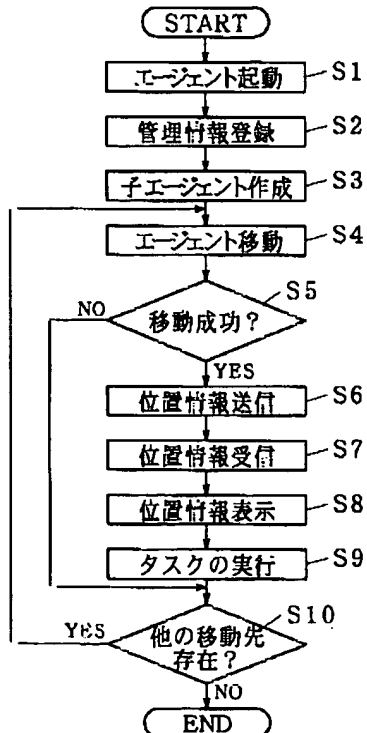 START
エージェント起動 S1
管理情報登録 S2
子エージェント作成 S3
エージェント移動 S4
S5
NO 移動成功？
YES
位置情報送信 S6
位置情報受信 S7
位置情報表示 S8
タスクの実行 S9
S10
YES 他の移動先
存在？
NO
END